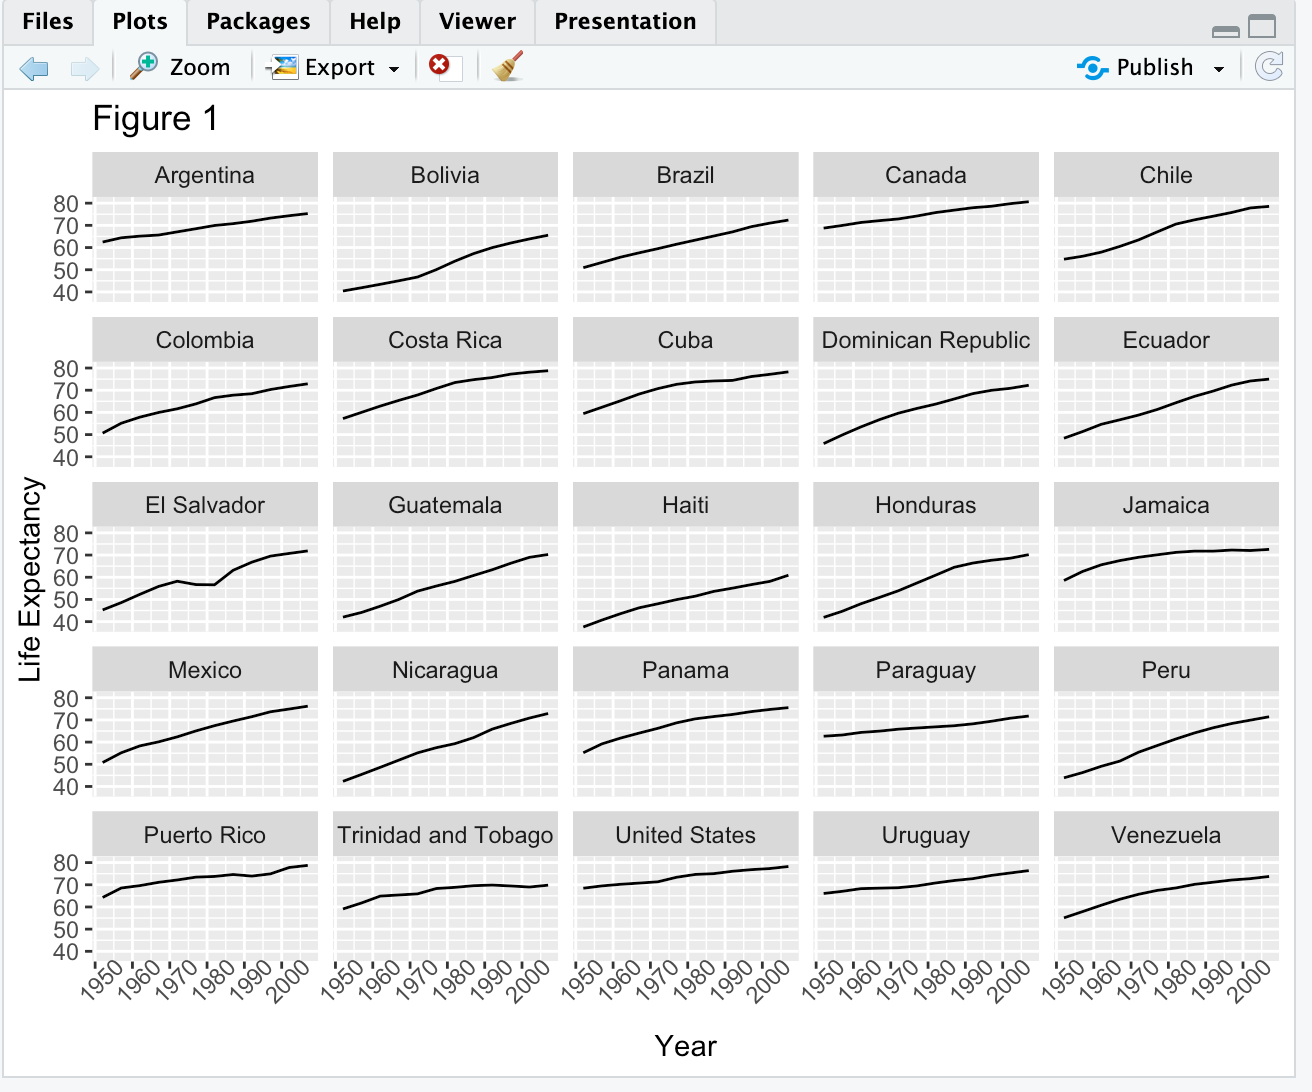 Files Plots Packages Help Viewer Presentation
Zoom Export Publish
Figure 1
Argentina Bolivia Brazil Canada Chile
80
70
60
50
40
Colombia Costa Rica Cuba Dominican Republic Ecuador
80
70
60
50
40
El Salvador Guatemala Haiti Honduras Jamaica
80
70
60
50
40
Life Expectancy
Mexico Nicaragua Panama Paraguay Peru
80
70
60
50
40
Puerto Rico Trinidad and Tobago United States Uruguay Venezuela
80
70
60
50
40
1950 1960 1970 1980 1990 2000 1950 1960 1970 1980 1990 2000 1950 1960 1970 1980 1990 2000 1950 1960 1970 1980 1990 2000 1950 1960 1970 1980 1990 2000
Year